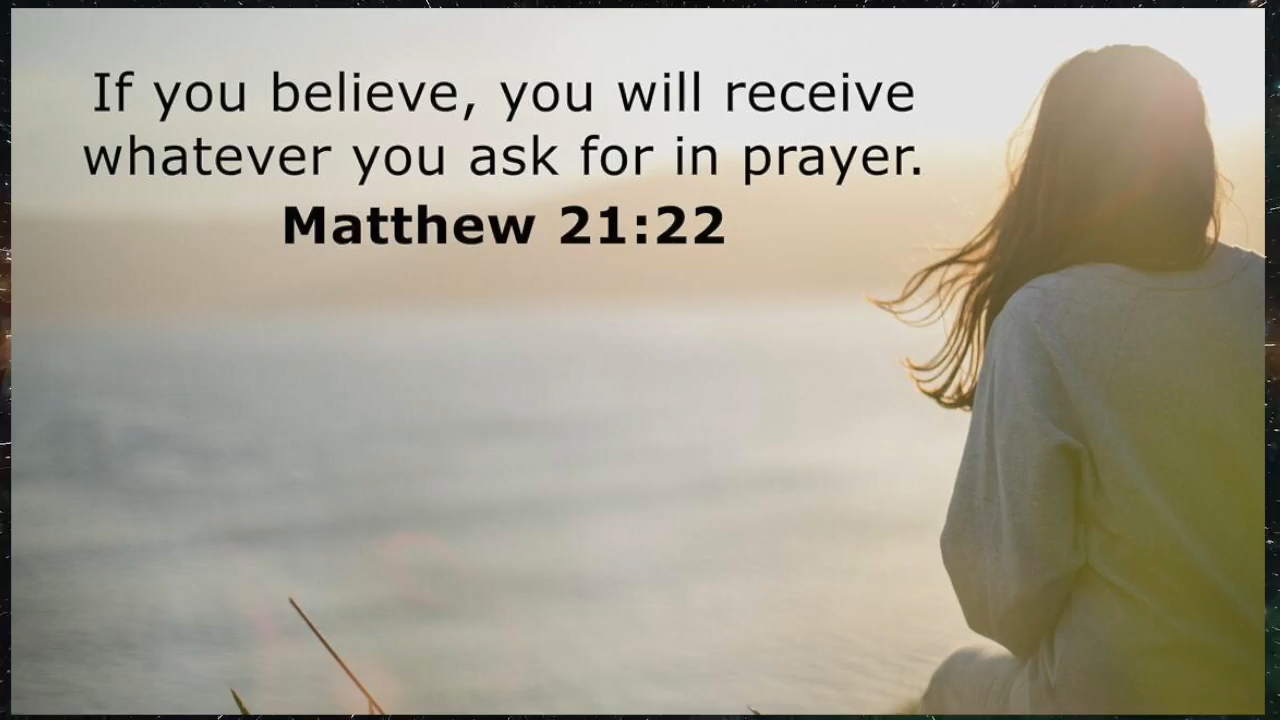 If you believe, you will receive
whatever you ask for in prayer.
Matthew 21:22